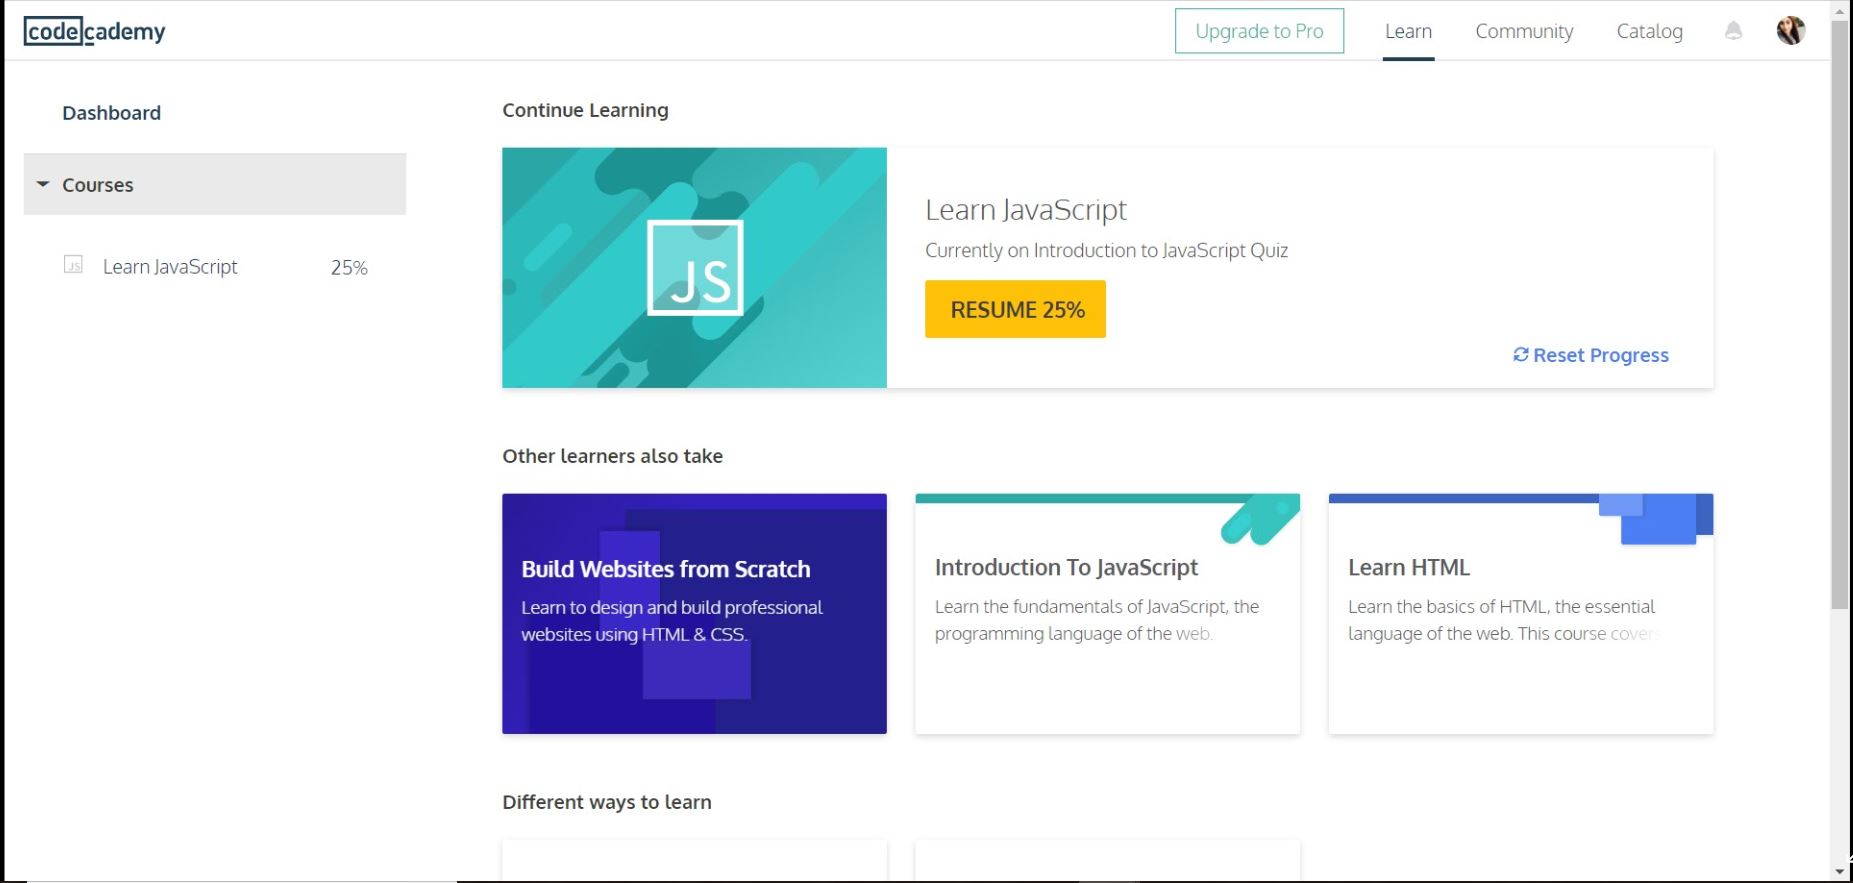 codecademy
Upgrade to Pro
Learn
Community
Catalog
Dashboard
Courses
JS
Learn JavaScript
25%
Continue Learning
JS
Learn JavaScript
Currently on Introduction to JavaScript Quiz
RESUME 25%
Reset Progress
Other learners also take
Build Websites from Scratch
Learn to design and build professional
websites using HTML & CSS.
Introduction To JavaScript
Learn the fundamentals of JavaScript, the
programming language of the web.
Learn HTML
Learn the basics of HTML, the essential
language of the web. This course covers
Different ways to learn